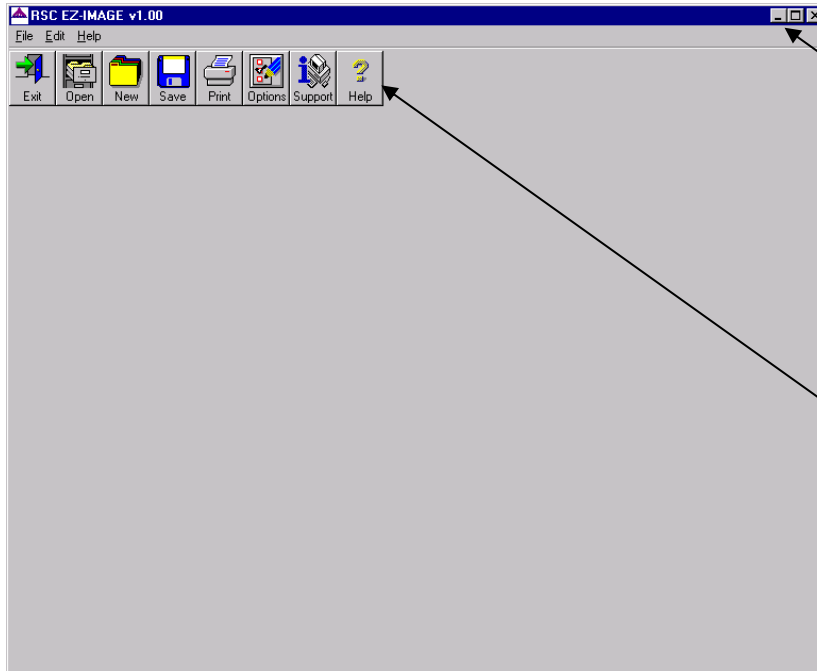 RSC EZ-IMAGE v1.00
File Edit Help
Exit Open New Save Print Options Support Help